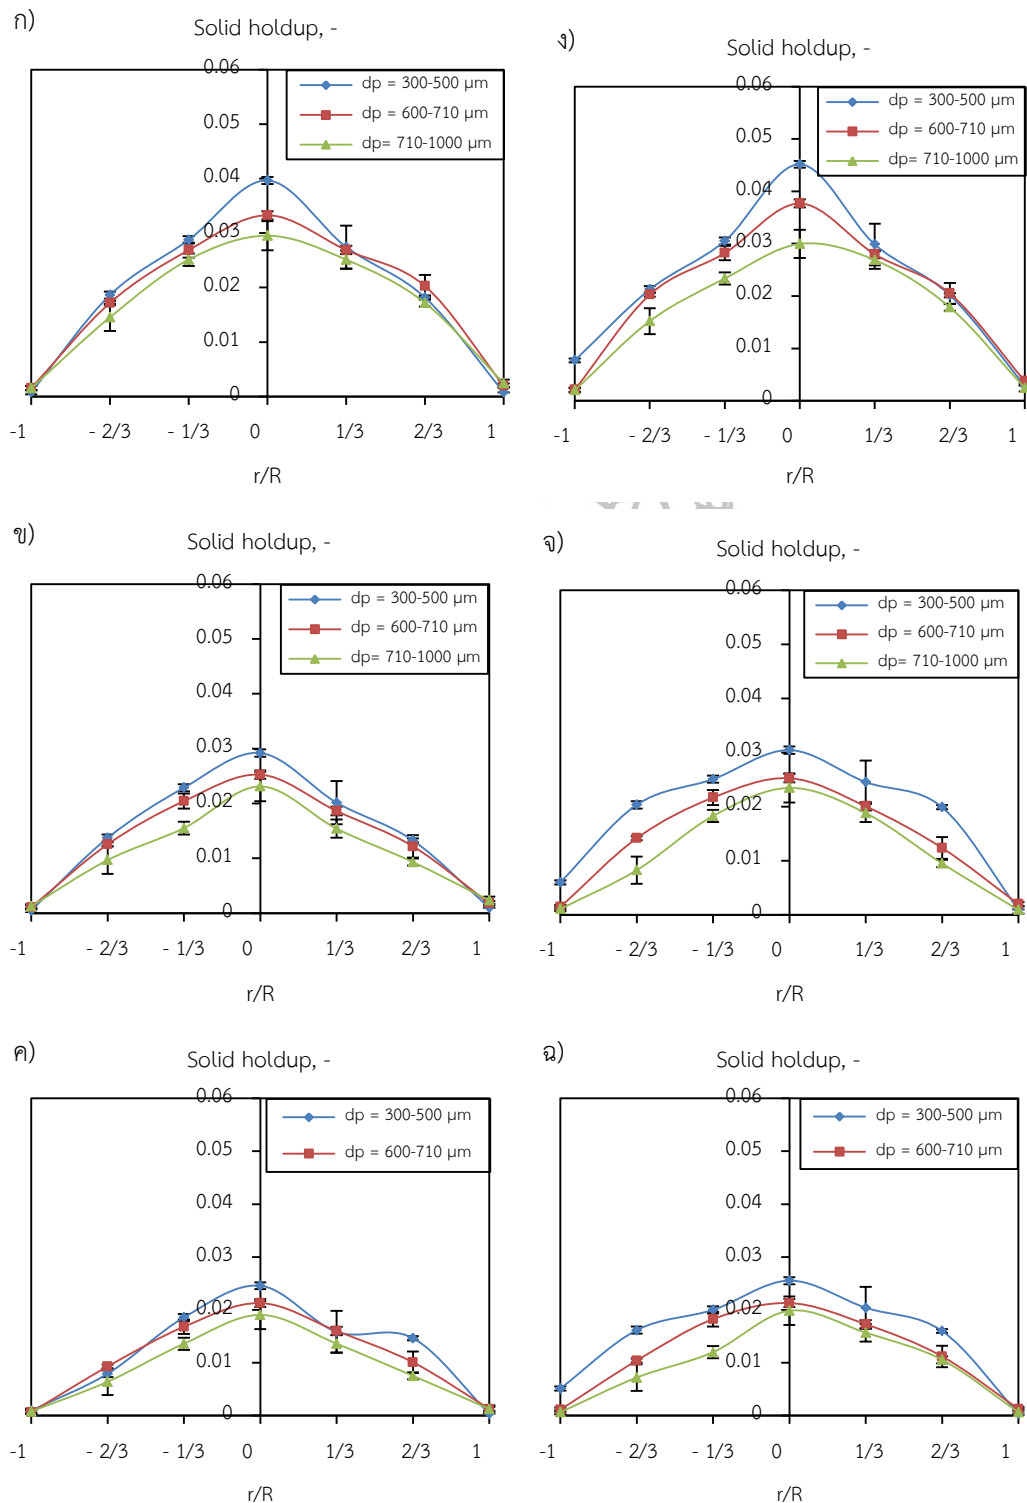 ก)
Solid holdup, -
0.06
0.05
0.04
0.03
0.02
0.01
0
-1 - 2/3 - 1/3 0 1/3 2/3 1
r/R
dp = 300-500 µm
dp = 600-710 µm
dp= 710-1000 µm
ง)
Solid holdup, -
0.06
0.05
0.04
0.03
0.02
0.01
0
-1 - 2/3 - 1/3 0 1/3 2/3 1
r/R
dp = 300-500 µm
dp = 600-710 µm
dp= 710-1000 µm
ข)
Solid holdup, -
0.06
0.05
0.04
0.03
0.02
0.01
0
-1 - 2/3 - 1/3 0 1/3 2/3 1
r/R
dp = 300-500 µm
dp = 600-710 µm
dp= 710-1000 µm
จ)
Solid holdup, -
0.06
0.05
0.04
0.03
0.02
0.01
0
-1 - 2/3 - 1/3 0 1/3 2/3 1
r/R
dp = 300-500 µm
dp = 600-710 µm
dp= 710-1000 µm
ค)
Solid holdup, -
0.06
0.05
0.04
0.03
0.02
0.01
0
-1 - 2/3 - 1/3 0 1/3 2/3 1
r/R
dp = 300-500 µm
dp = 600-710 µm
ฉ)
Solid holdup, -
0.06
0.05
0.04
0.03
0.02
0.01
0
-1 - 2/3 - 1/3 0 1/3 2/3 1
r/R
dp = 300-500 µm
dp = 600-710 µm